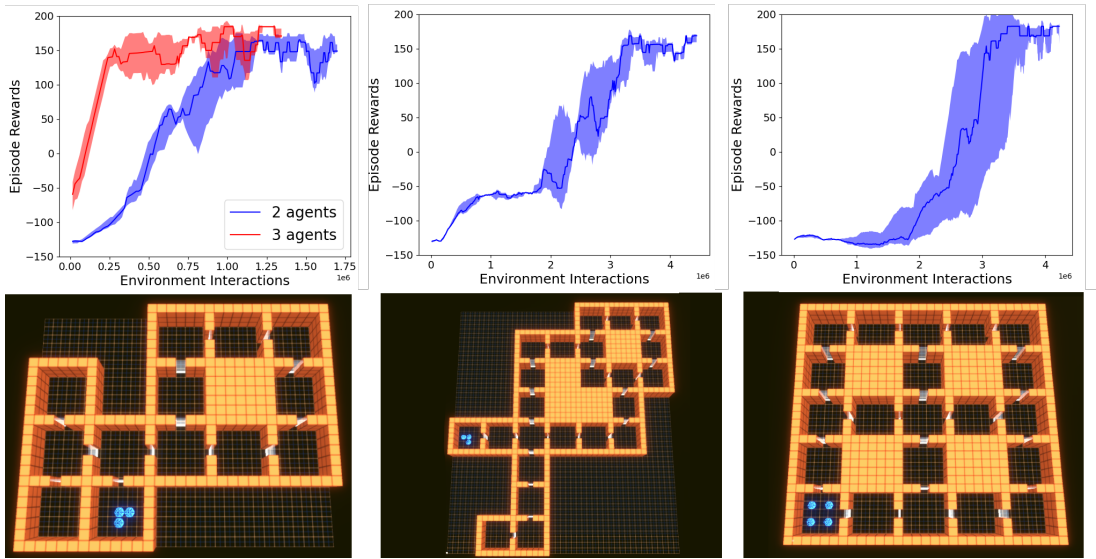 200
150
100
50
0
−50
−100
−150
Episode Rewards
2 agents
3 agents
0.00 0.25 0.50 0.75 1.00 1.25 1.50 1.75
Environment Interactions
1e6
200
150
100
50
0
−50
−100
−150
Episode Rewards
0 1 2 3 4
Environment Interactions
1e6
200
150
100
50
0
−50
−100
−150
Episode Rewards
0 1 2 3 4
Environment Interactions
1e6